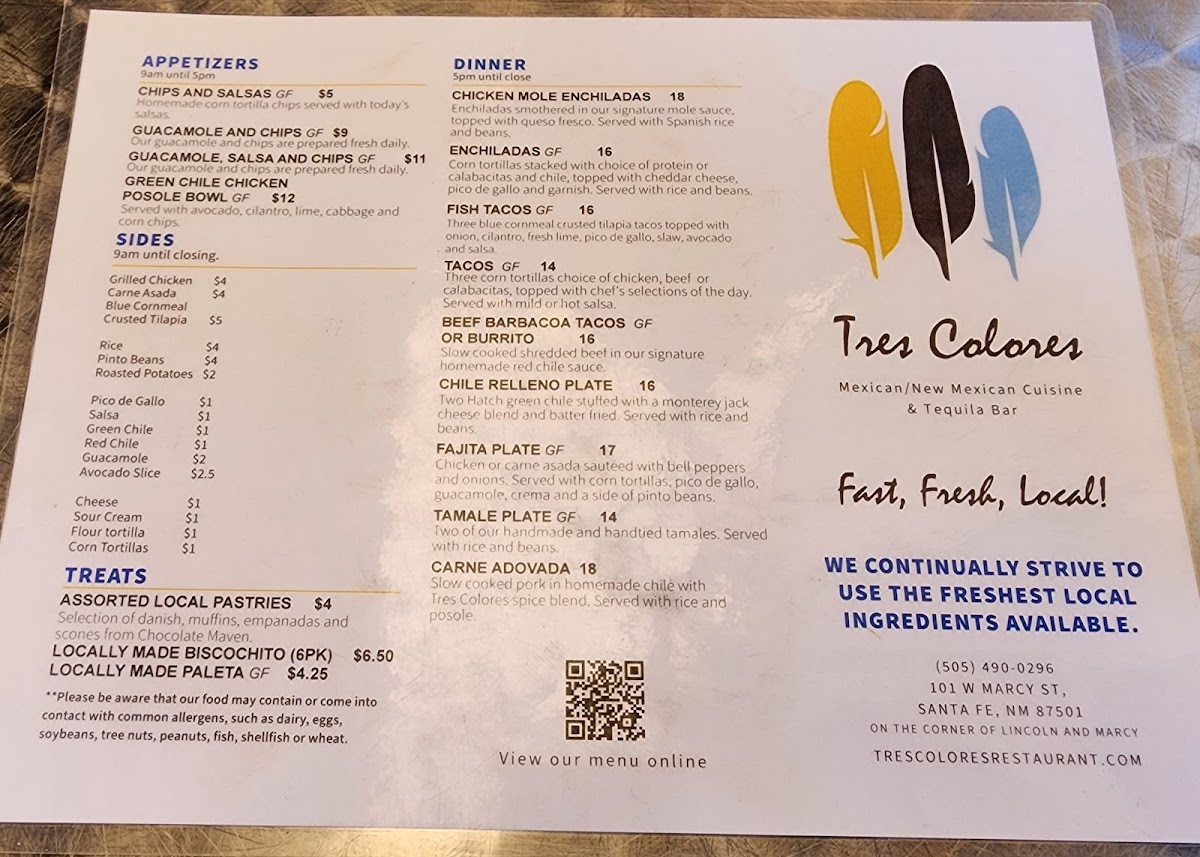 APPETIZERS
9am until 5pm
CHIPS AND SALSAS GF $5
Homemade corn tortilla chips served with today's
salsas.
GUACAMOLE AND CHIPS GF $9
Our guacamole and chips are prepared fresh daily.
GUACAMOLE, SALSA AND CHIPS GF $11
Our guacamole and chips are prepared fresh daily.
GREEN CHILE CHICKEN
POSOLE BOWL GF $12
Served with avocado, cilantro, lime, cabbage and
corn chips.
SIDES
9am until closing.
Grilled Chicken $4
Carne Asada $4
Blue Cornmeal
Crusted Tilapia $5
Rice $4
Pinto Beans $4
Roasted Potatoes $2
Pico de Gallo $1
Salsa $1
Green Chile $1
Red Chile $1
Guacamole $2
Avocado Slice $2.5
Cheese $1
Sour Cream $1
Flour tortilla $1
Corn Tortillas $1
TREATS
ASSORTED LOCAL PASTRIES $4
Selection of danish, muffins, empanadas and
scones from Chocolate Maven.
LOCALLY MADE BISCOCHITO (6PK) $6.50
LOCALLY MADE PALETA GF $4.25
**Please be aware that our food may contain or come into
contact with common allergens, such as dairy, eggs,
soybeans, tree nuts, peanuts, fish, shellfish or wheat.
DINNER
5pm until close
CHICKEN MOLE ENCHILADAS 18
Enchiladas smothered in our signature mole sauce,
topped with queso fresco. Served with Spanish rice
and beans.
ENCHILADAS GF 16
Corn tortillas stacked with choice of protein or
calabacitas and chile, topped with cheddar cheese,
pico de gallo and garnish. Served with rice and beans.
FISH TACOS GF 16
Three blue cornmeal crusted tilapia tacos topped with
onion, cilantro, fresh lime, pico de gallo, slaw, avocado
and salsa.
TACOS GF 14
Three corn tortillas choice of chicken, beef or
calabacitas, topped with chef's selections of the day.
Served with mild or hot salsa.
BEEF BARBACOA TACOS GF
OR BURRITO 16
Slow cooked shredded beef in our signature
homemade red chile sauce.
CHILE RELLENO PLATE 16
Two Hatch green chile stuffed with a monterey jack
cheese blend and batter fried. Served with rice and
beans.
FAJITA PLATE GF 17
Chicken or carne asada sautéed with bell peppers
and onions. Served with corn tortillas, pico de gallo,
guacamole, crema and a side of pinto beans.
TAMALE PLATE GF 14
Two of our handmade and handtied tamales. Served
with rice and beans.
CARNE ADOVADA 18
Slow cooked pork in homemade chile with
Tres Colores spice blend. Served with rice and
posole.
View our menu online
Tres Colores
Mexican/New Mexican Cuisine
& Tequila Bar
Fast, Fresh, Local!
WE CONTINUALLY STRIVE TO
USE THE FRESHEST LOCAL
INGREDIENTS AVAILABLE.
(505) 490-0296
101 W MARCY ST,
SANTA FE, NM 87501
ON THE CORNER OF LINCOLN AND MARCY
TRESCOLORESRESTAURANT.COM